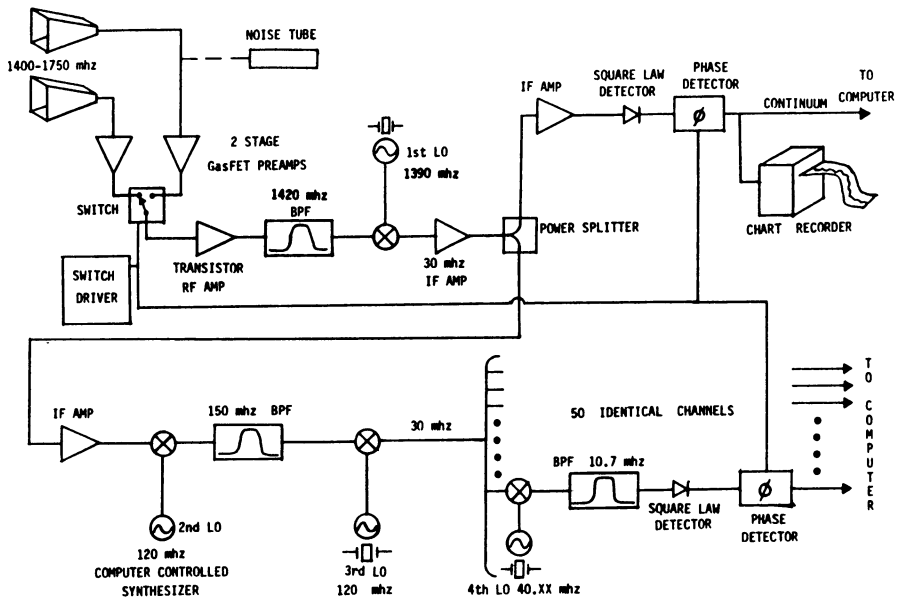 NOISE TUBE
1400-1750 mhz
2 STAGE
GasFET PREAMPS
SWITCH
SWITCH
DRIVER
TRANSISTOR
RF AMP
1420 mhz
BPF
1st LO
1390 mhz
30 mhz
IF AMP
POWER SPLITTER
IF AMP
SQUARE LAW
DETECTOR
PHASE
DETECTOR
ϕ
CONTINUUM
TO
COMPUTER
CHART RECORDER
IF AMP
2nd LO
120 mhz
COMPUTER CONTROLLED
SYNTHESIZER
150 mhz BPF
3rd LO
120 mhz
30 mhz
50 IDENTICAL CHANNELS
4th LO 40.XX mhz
BPF 10.7 mhz
SQUARE LAW
DETECTOR
ϕ
PHASE
DETECTOR
TO COMPUTER